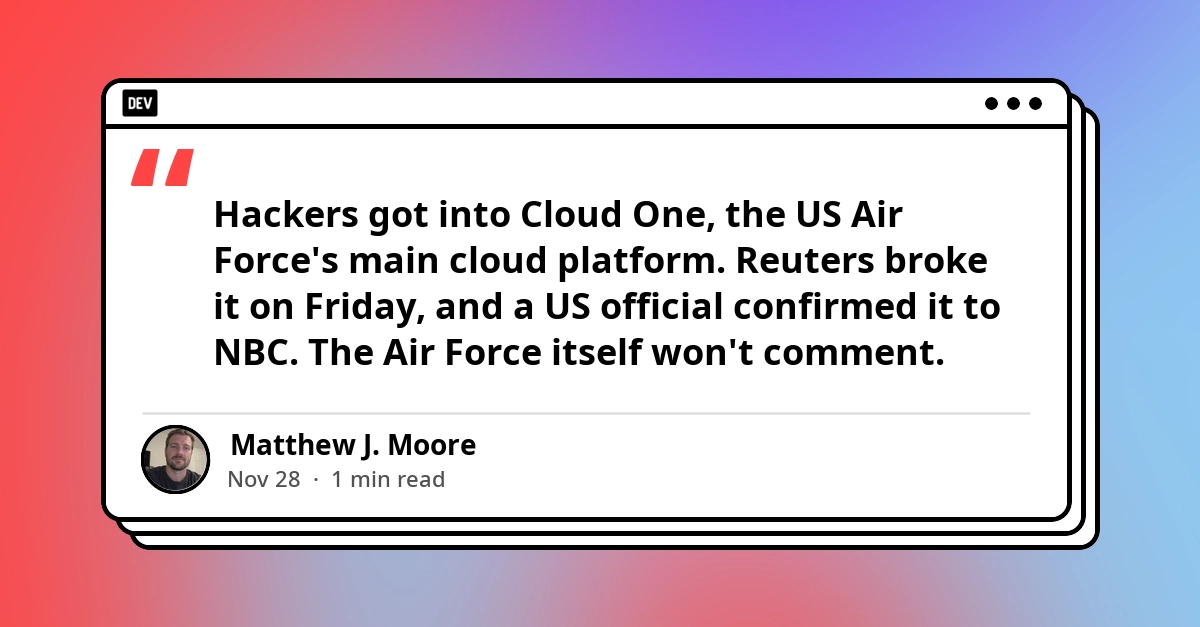 DEV
Hackers got into Cloud One, the US Air
Force's main cloud platform. Reuters broke
it on Friday, and a US official confirmed it to
NBC. The Air Force itself won't comment.
Matthew J. Moore
Nov 28 · 1 min read